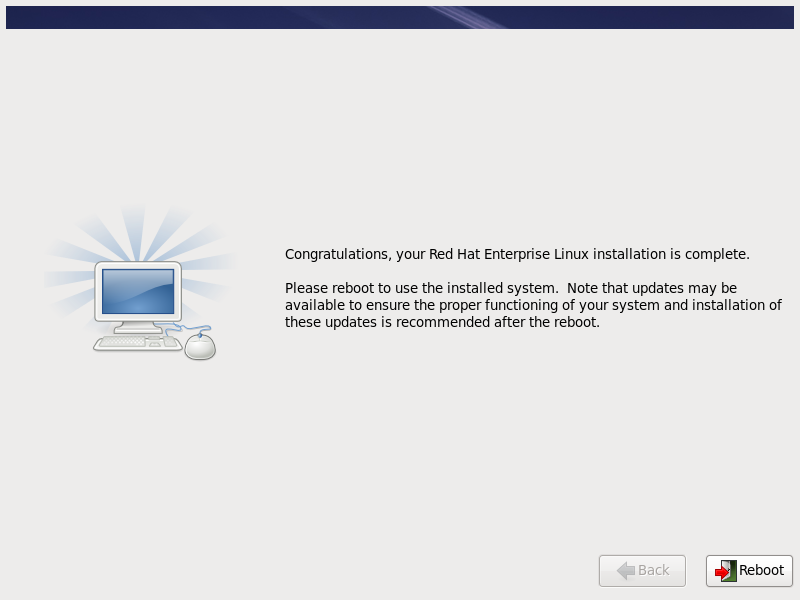 Congratulations, your Red Hat Enterprise Linux installation is complete.
Please reboot to use the installed system.  Note that updates may be
available to ensure the proper functioning of your system and installation of
these updates is recommended after the reboot.
Back
Reboot